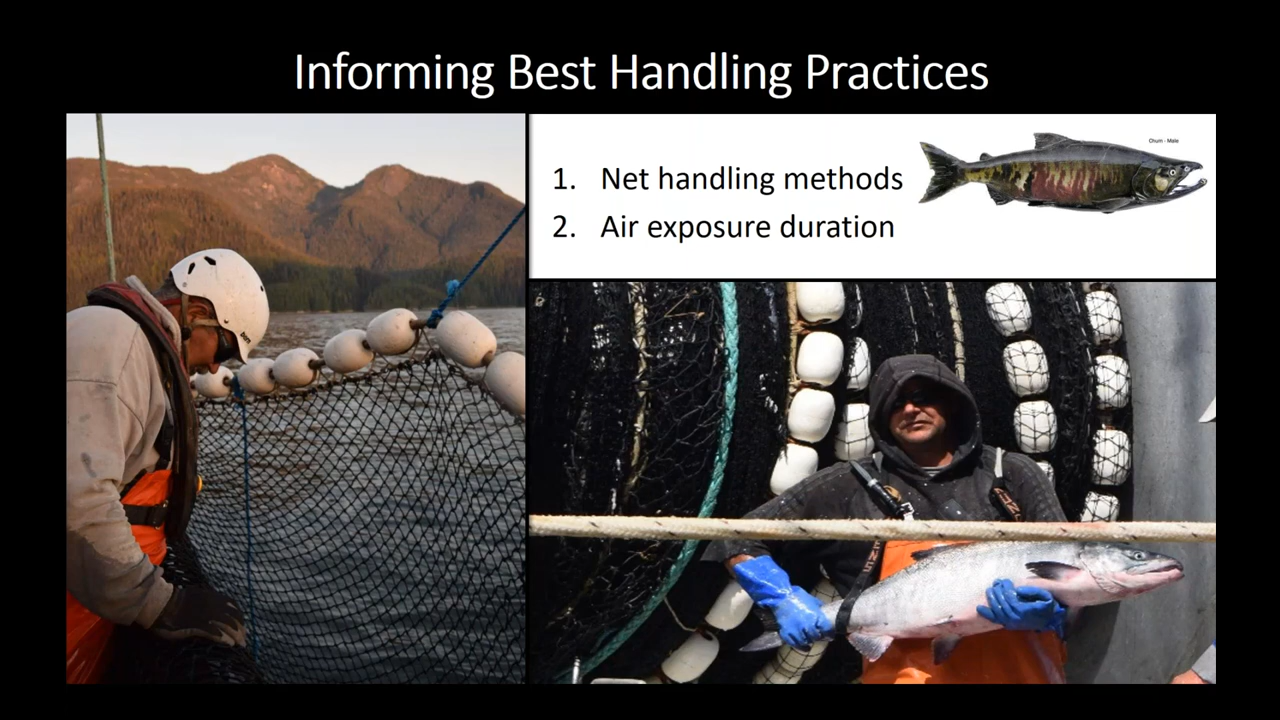 Informing Best Handling Practices
1. Net handling methods
2. Air exposure duration
Chum - Male